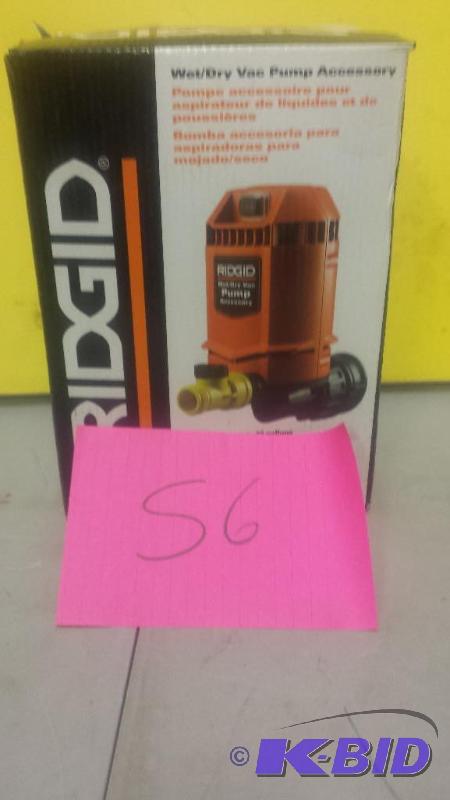 Wet/Dry Vac Pump Accessory
Pompe accessoire pour
aspirateur de liquides et de
poussières
Bomba accesoria para
aspiradoras para
mojado/seco
RIDGID®
RIDGID
Wet/Dry Vac
Pump
Accessory
S6
© K-BID